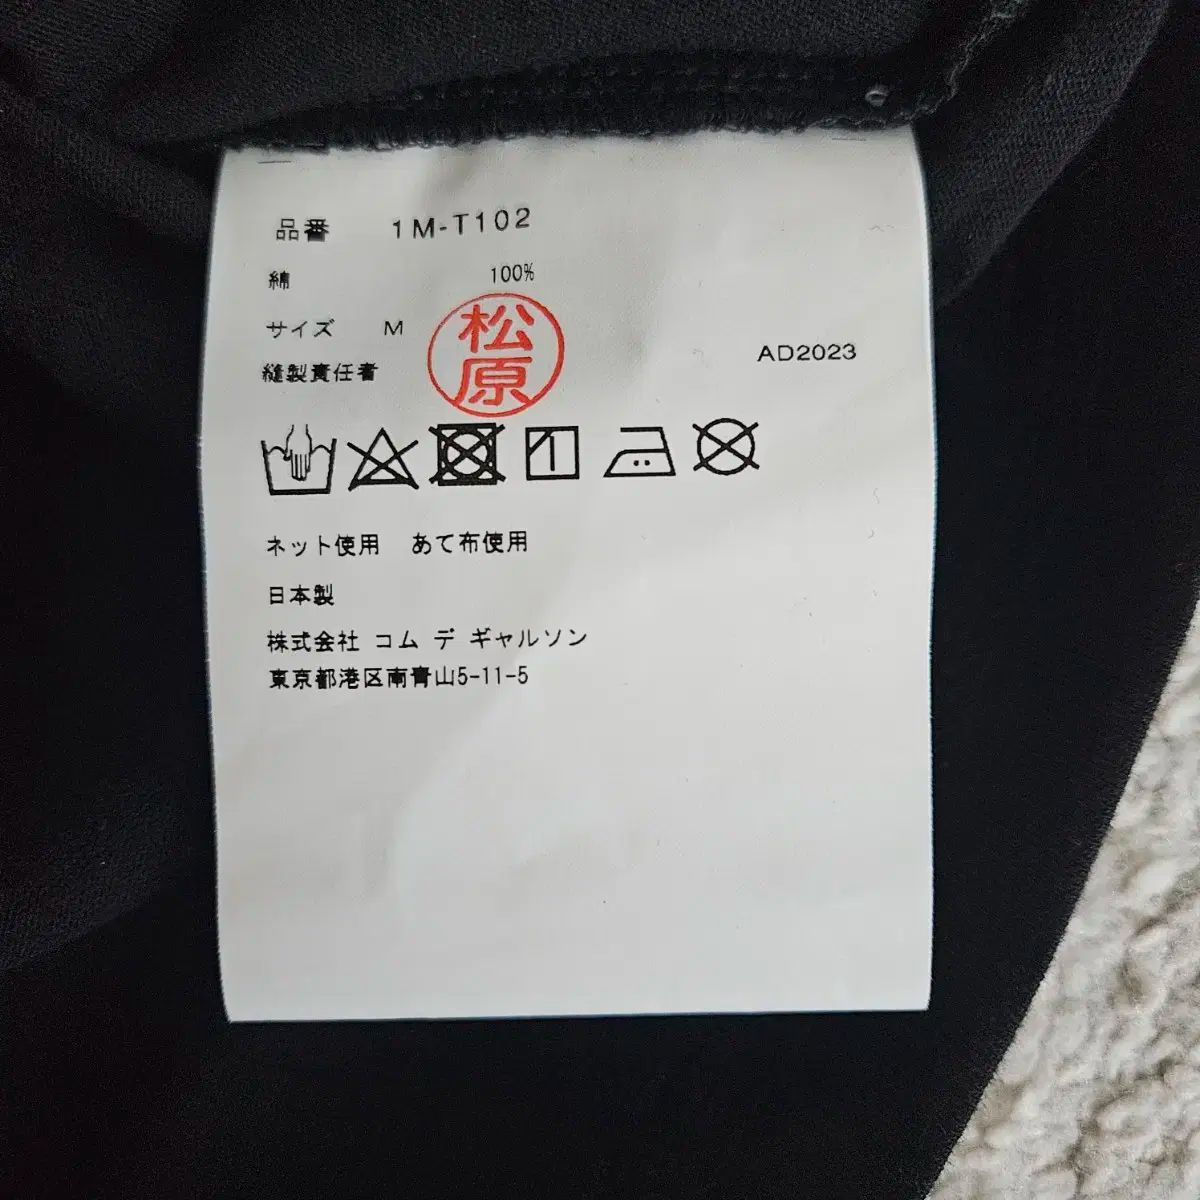 品番 1M-T102
綿 100%
サイズ M
縫製責任者 松原
AD2023
ネット使用 あて布使用
日本製
株式会社 コム デ ギャルソン
東京都港区南青山5-11-5